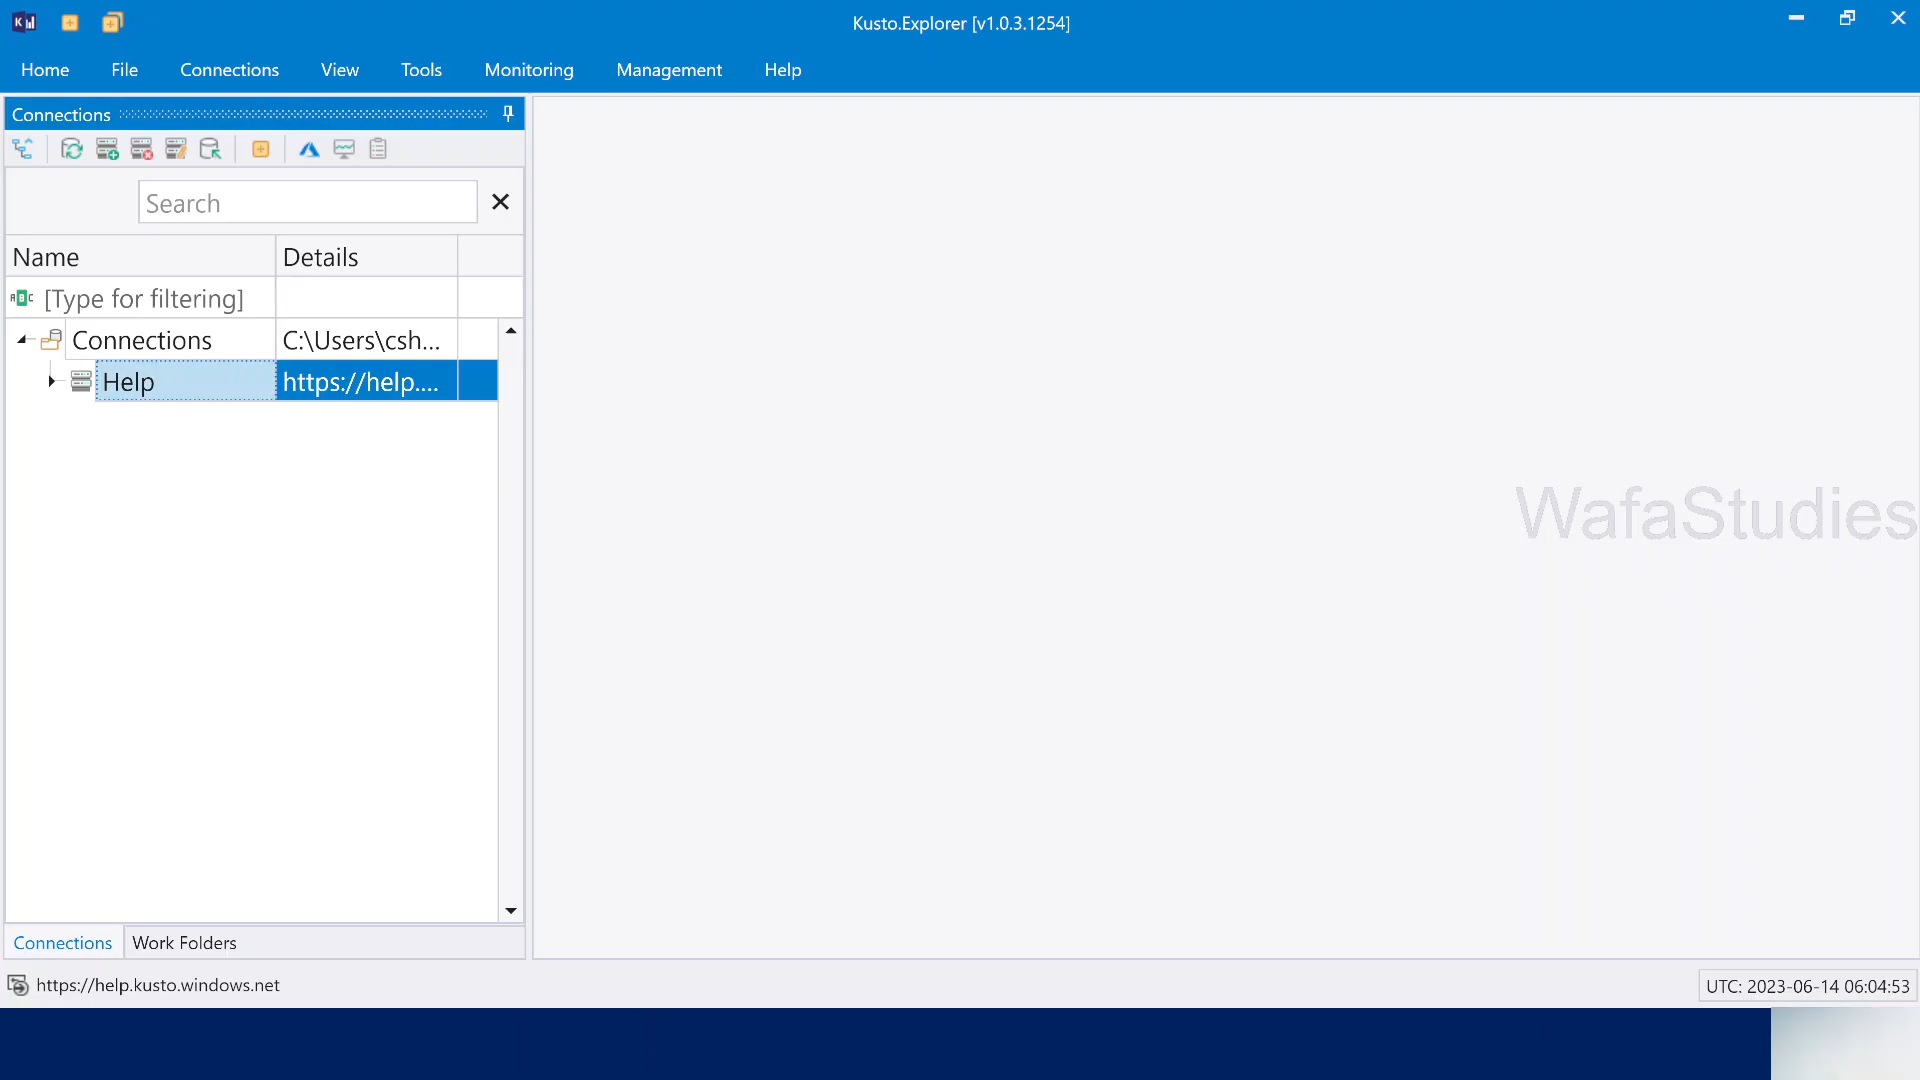 Kusto.Explorer [v1.0.3.1254]
Home File Connections View Tools Monitoring Management Help
Connections
Search
Name Details
[Type for filtering]
Connections C:\Users\csh...
Help https://help....
WafaStudies
Connections Work Folders
https://help.kusto.windows.net
UTC: 2023-06-14 06:04:53